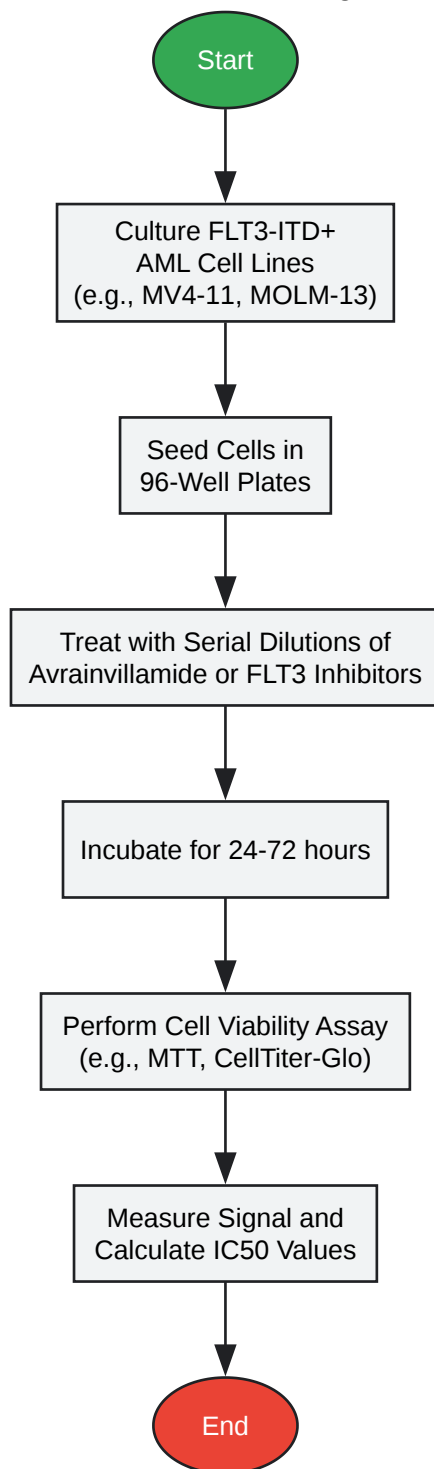 Start
Culture FLT3-ITD+
AML Cell Lines
(e.g., MV4-11, MOLM-13)
Seed Cells in
96-Well Plates
Treat with Serial Dilutions of
Avrainvillamide or FLT3 Inhibitors
Incubate for 24-72 hours
Perform Cell Viability Assay
(e.g., MTT, CellTiter-Glo)
Measure Signal and
Calculate IC50 Values
End